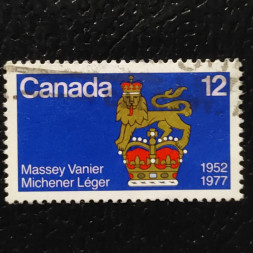 Canada 12
Massey Vanier 1952
Michener Léger 1977